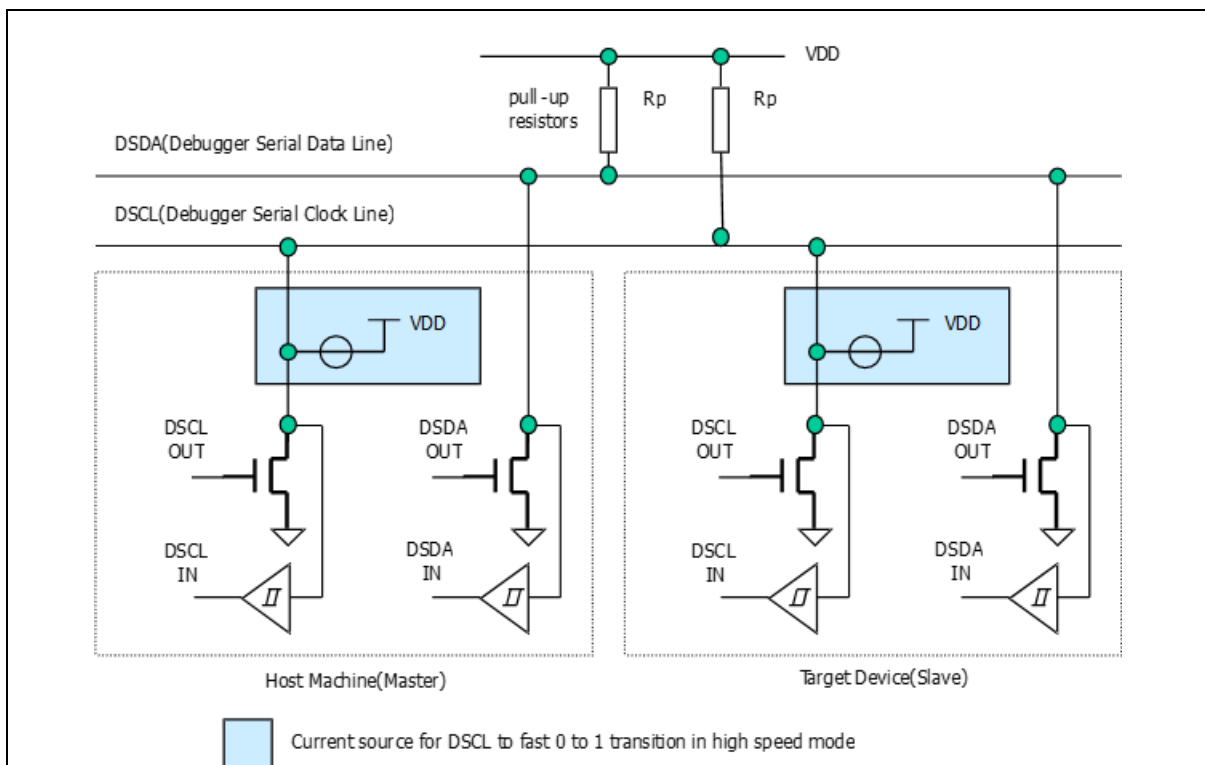 VDD
pull -up
resistors
Rp
Rp
DSDA(Debugger Serial Data Line)
DSCL(Debugger Serial Clock Line)
VDD
VDD
DSCL
OUT
DSDA
OUT
DSCL
OUT
DSDA
OUT
DSCL
IN
DSDA
IN
DSCL
IN
DSDA
IN
Host Machine(Master)
Target Device(Slave)
Current source for DSCL to fast 0 to 1 transition in high speed mode